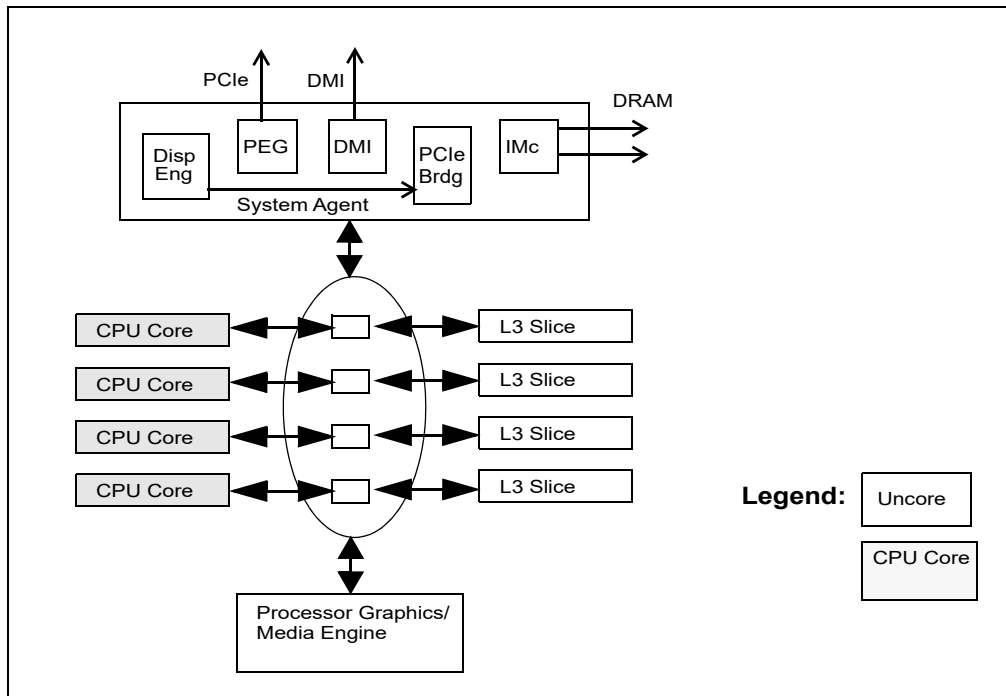 PCIe
DMI
DRAM
Disp
Eng
PEG
DMI
PCIe
Brdg
IMc
System Agent
CPU Core
L3 Slice
CPU Core
L3 Slice
CPU Core
L3 Slice
CPU Core
L3 Slice
Legend:
Uncore
CPU Core
Processor Graphics/
Media Engine